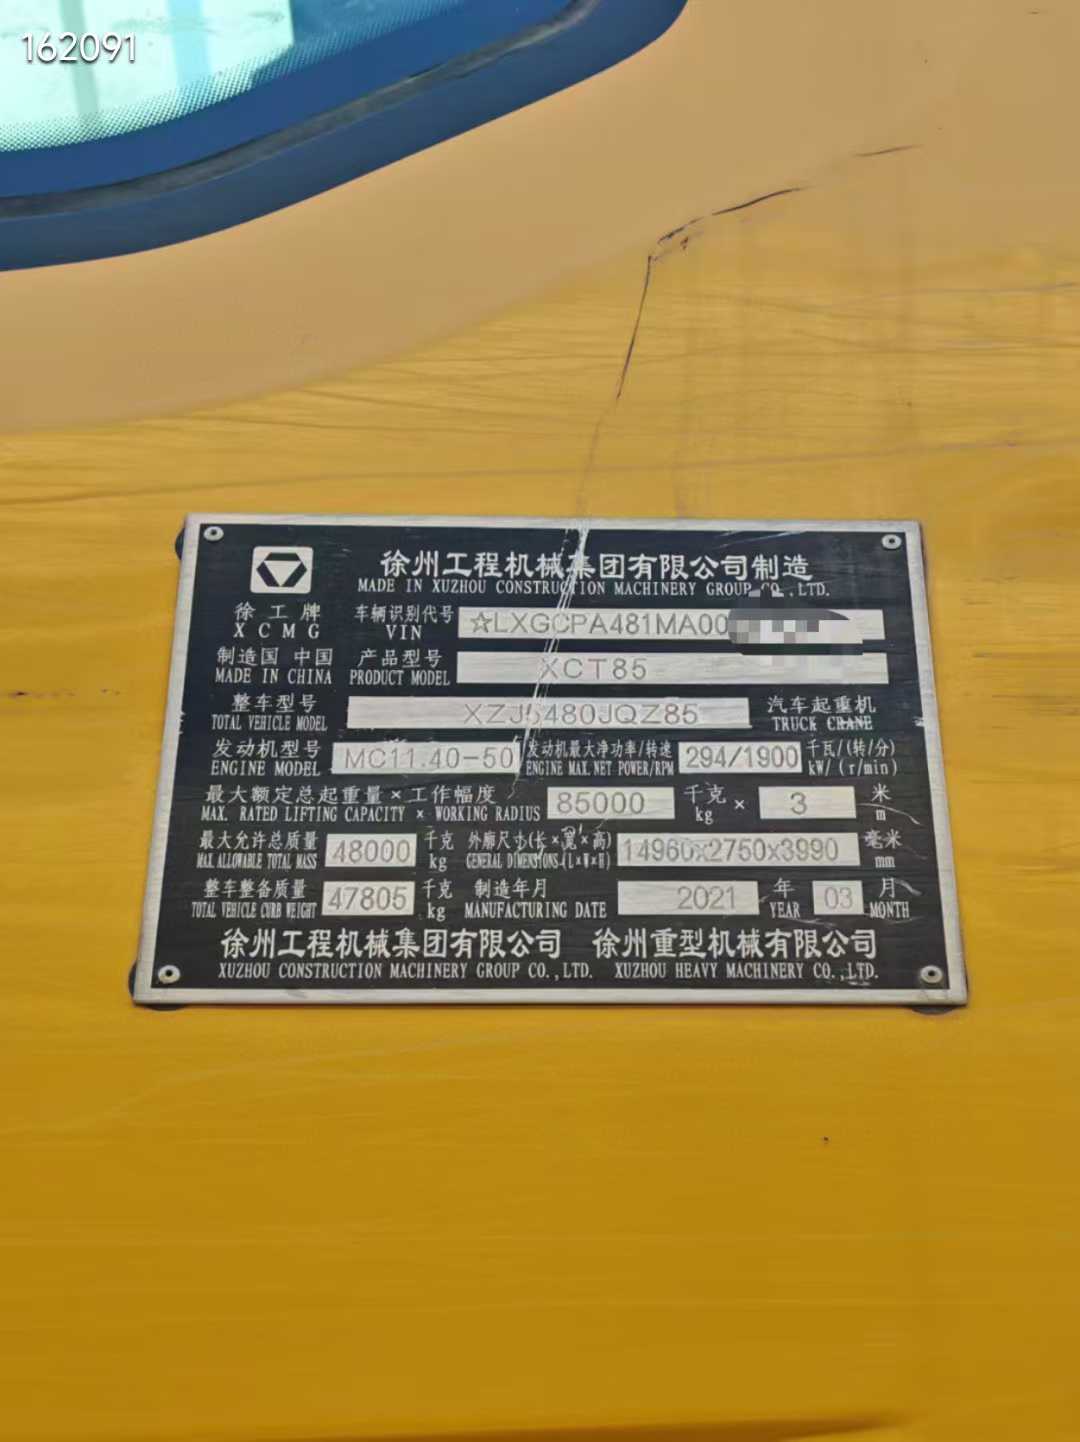 162091
徐州工程机械集团有限公司制造
MADE IN XUZHOU CONSTRUCTION MACHINERY GROUP CO.,LTD.
徐工牌 车辆识别代号 ☆LXGCPA481MA00
XCMG VIN
制造国 中国 产品型号 XCT85
MADE IN CHINA PRODUCT MODEL
整车型号 XZJ5480JQZ85 汽车起重机
TOTAL VEHICLE MODEL TRUCK CRANE
发动机型号 MC11.40-50 发动机最大净功率/转速 294/1900 千瓦/(转/分)
ENGINE MODEL ENGINE MAX. NET POWER/RPM kW/(r/min)
最大额定总起重量×工作幅度 85000 千克 × 3 米
MAX. RATED LIFTING CAPACITY × WORKING RADIUS kg m
最大允许总质量 48000 千克 外廓尺寸(长×宽×高) 14960x2750x3990 毫米
MAX ALLOWABLE TOTAL MASS kg GENERAL DIMENSIONS (L×W×H) mm
整车整备质量 47805 千克 制造年月 2021 年 03 月
TOTAL VEHICLE CURB WEIGHT kg MANUFACTURING DATE YEAR MONTH
徐州工程机械集团有限公司 徐州重型机械有限公司
XUZHOU CONSTRUCTION MACHINERY GROUP CO.,LTD. XUZHOU HEAVY MACHINERY CO.,LTD.